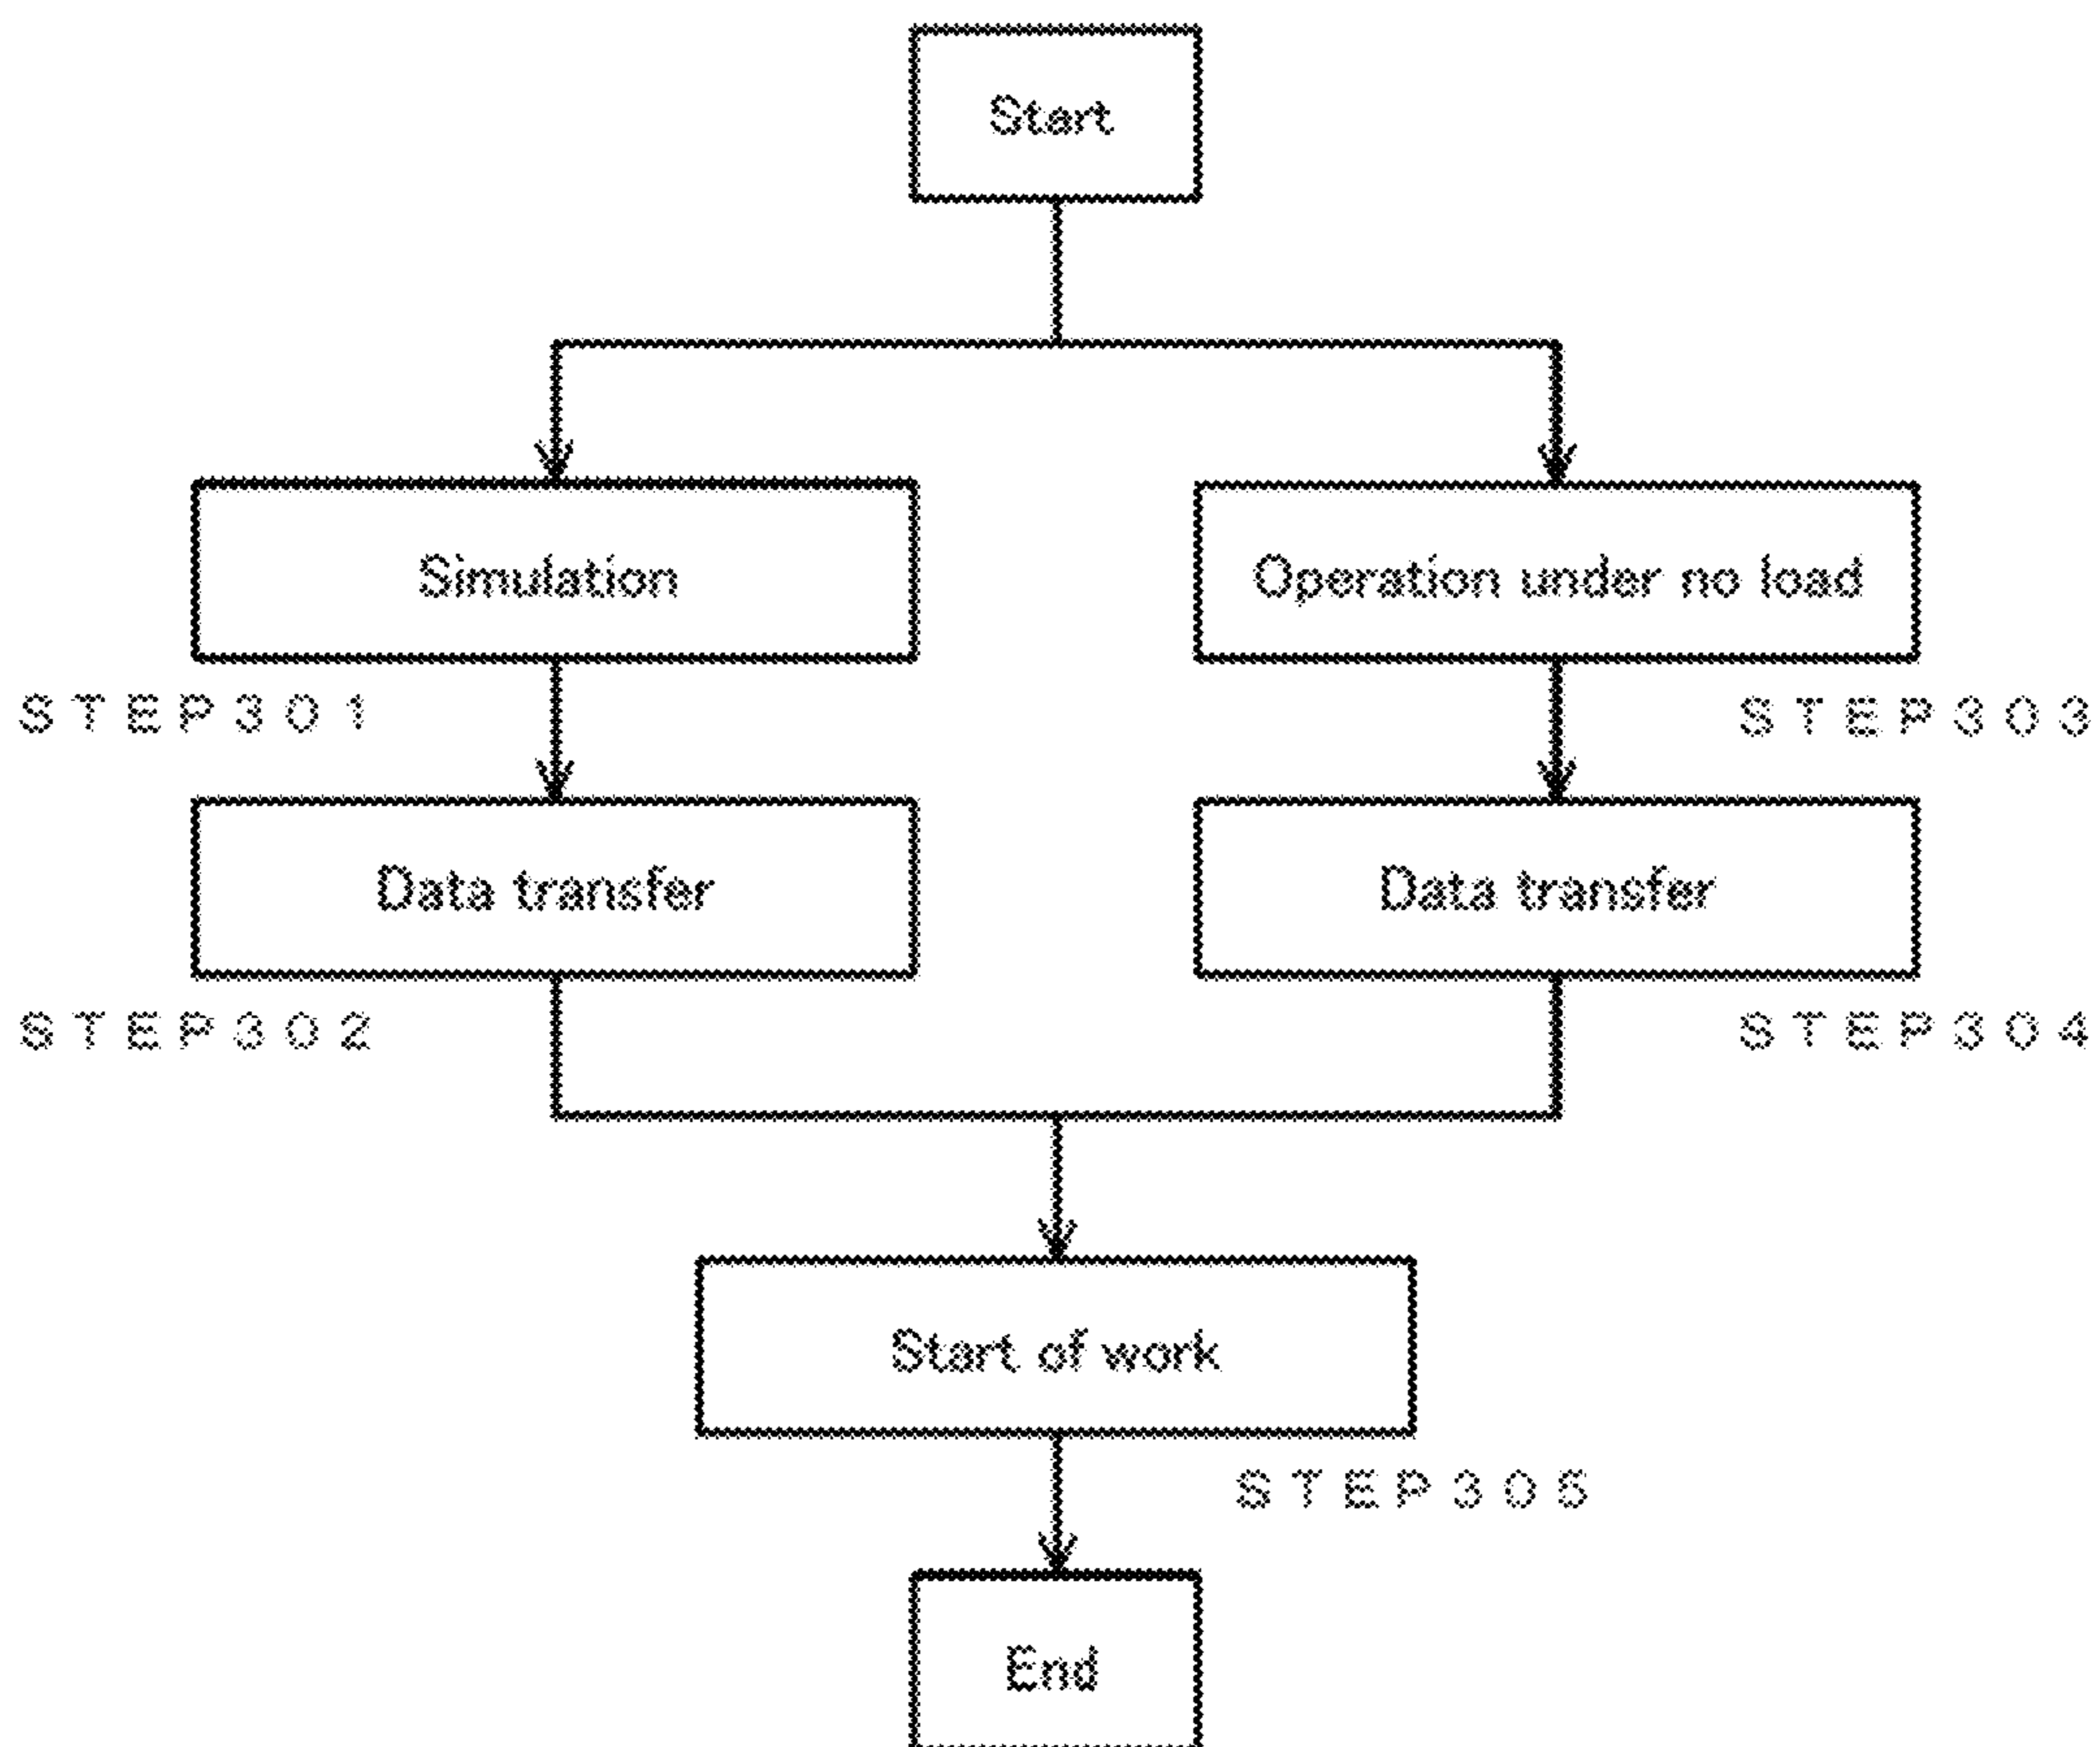 Start
Simulation
Operation under no load
STEP301
STEP303
Data transfer
Data transfer
STEP302
STEP304
Start of work
STEP305
End